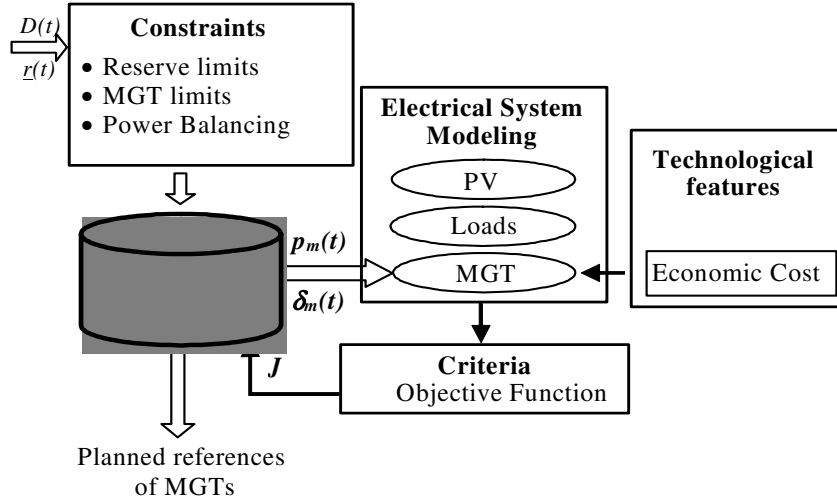 D(t)
r(t)
Constraints
• Reserve limits
• MGT limits
• Power Balancing
Electrical System
Modeling
PV
Loads
MGT
Technological
features
Economic Cost
p_m(t)
δ_m(t)
Criteria
Objective Function
J
Planned references
of MGTs